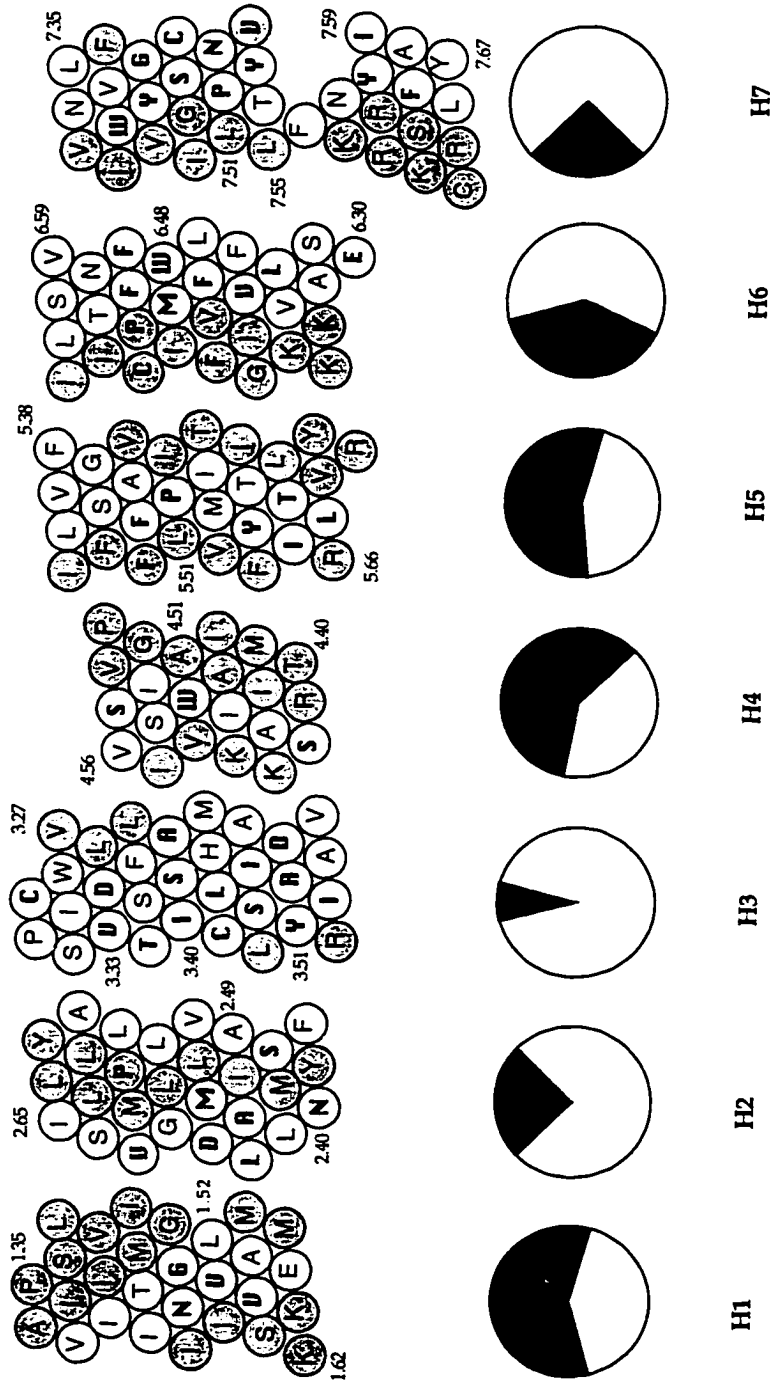 1.35
A P
V I S L
I L V
T M I
I N G G
1.52
I V L
I V A M
S E M
K K
1.62
2.65
Y
I L L A
S L P L
V M L L
G M L V
2.49
D R I A
L M S
L Y F
N
2.40
3.27
P C
S I W V
V D L
3.33
T S F L
I S R
3.40
C L H M
L S I A
Y R D
3.51
R I A V
4.56
P
V S V G
4.51
I S I A
V W A I
K I I M
K A R T
4.40
S
5.38
I L V F
F S G
E F A V
L P L
5.51
V M I T
F Y T I
I T L
R L V Y
5.66
R
6.59
I L S V
I T N
C P F F
I M W
6.48
F V F L
G I V F
K V L
K K A S
E
6.30
7.35
V N L
I W V F
V Y G
I G S C
7.51
L P N
L T Y V
7.55
F
7.59
K N I
R R Y
K S F A
C R L Y
7.67
H1
H2
H3
H4
H5
H6
H7